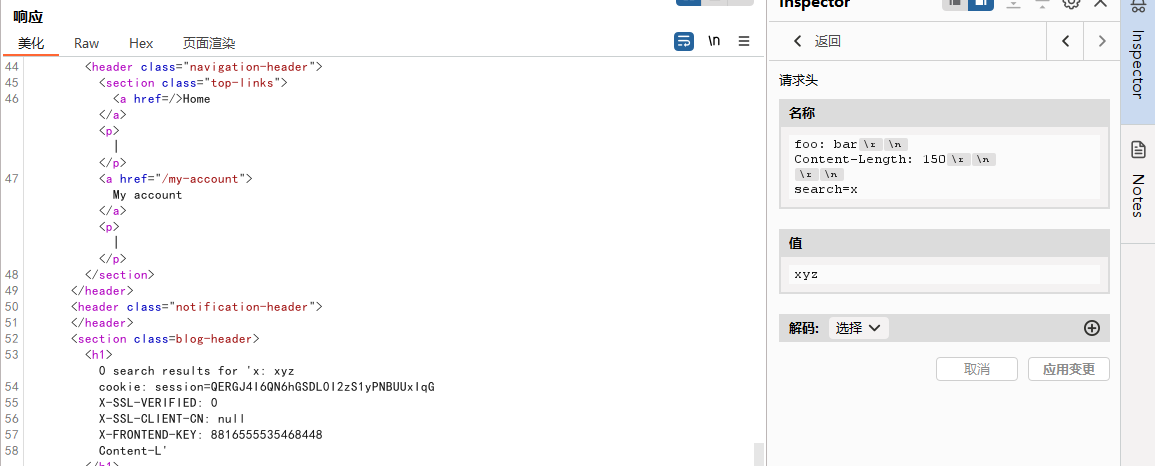 响应
美化 Raw Hex 页面渲染 \n
44 <header class="navigation-header">
45 <section class="top-links">
46 <a href=/>Home
</a>
<p>
|
</p>
47 <a href="/my-account">
My account
</a>
<p>
|
</p>
48 </section>
49 </header>
50 <header class="notification-header">
51 </header>
52 <section class=blog-header>
53 <h1>
0 search results for 'x: xyz
54 cookie: session=QERGJ4I6QN6hGSDL0I2zS1yPNBUUxIqG
55 X-SSL-VERIFIED: 0
56 X-SSL-CLIENT-CN: null
57 X-FRONTEND-KEY: 8816555535468448
58 Content-L'
</h1>
Inspector
返回
请求头
名称
foo: bar\r \n
Content-Length: 150\r \n
\r \n
search=x
值
xyz
解码: 选择
取消 应用变更
Inspector
Notes